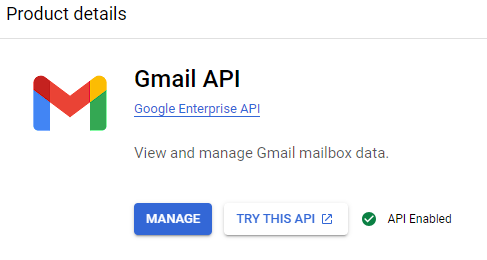 Product details
Gmail API
Google Enterprise API
View and manage Gmail mailbox data.
MANAGE
TRY THIS API
API Enabled